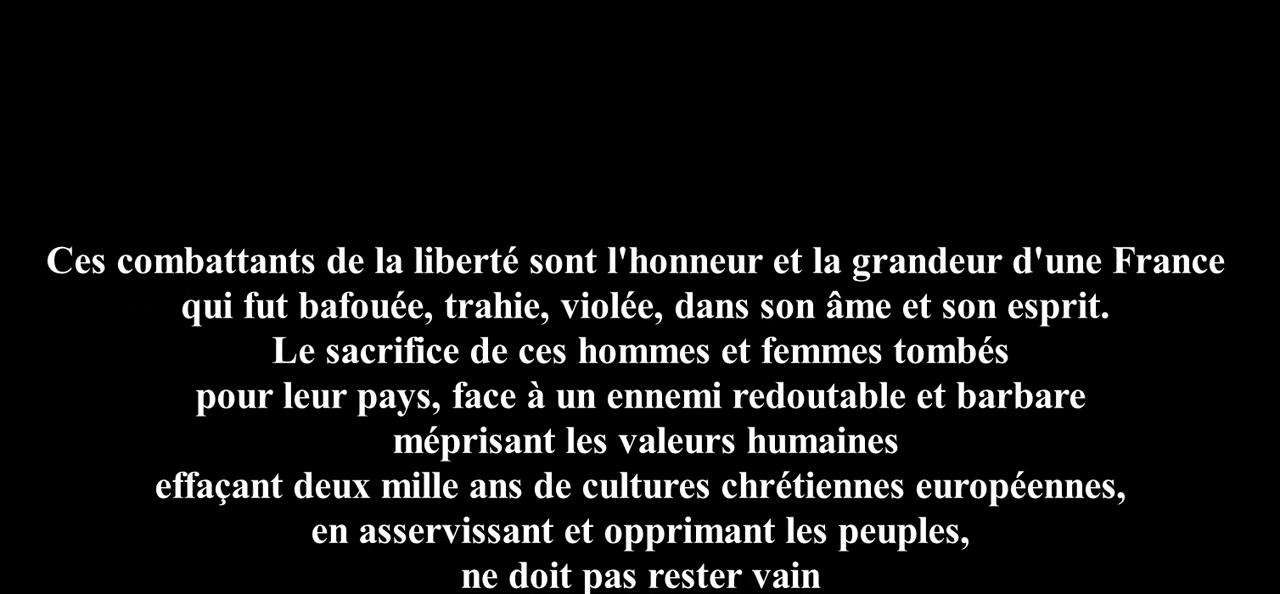 Ces combattants de la liberté sont l'honneur et la grandeur d'une France
qui fut bafouée, trahie, violée, dans son âme et son esprit.
Le sacrifice de ces hommes et femmes tombés
pour leur pays, face à un ennemi redoutable et barbare
méprisant les valeurs humaines
effaçant deux mille ans de cultures chrétiennes européennes,
en asservissant et opprimant les peuples,
ne doit pas rester vain